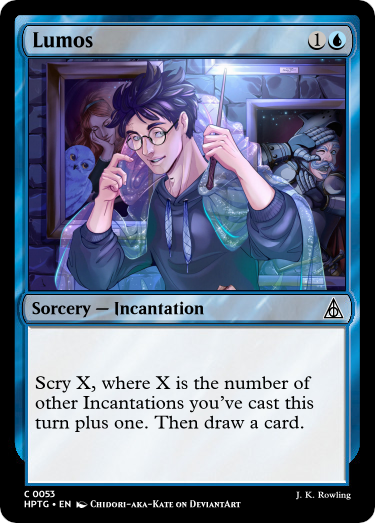 Lumos 1
Sorcery — Incantation
Scry X, where X is the number of
other Incantations you've cast this
turn plus one. Then draw a card.
C 0053
HPTG • EN Chidori-aka-Kate on DeviantArt
J. K. Rowling